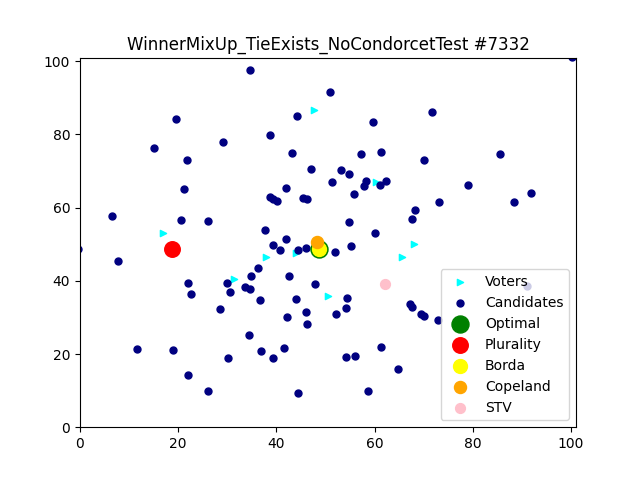 WinnerMixUp_TieExists_NoCondorcetTest #7332
100
80
60
40
20
0
0
20
40
60
80
100
Voters
Candidates
Optimal
Plurality
Borda
Copeland
STV